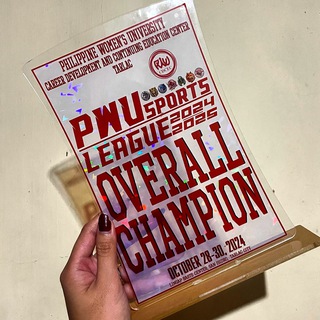 PHILIPPINE WOMEN'S UNIVERSITY
CAREER DEVELOPMENT AND CONTINUING EDUCATION CENTER
TARLAC
PWU SPORTS
LEAGUE 2024
2025
OVERALL
CHAMPION
OCTOBER 28-30, 2024